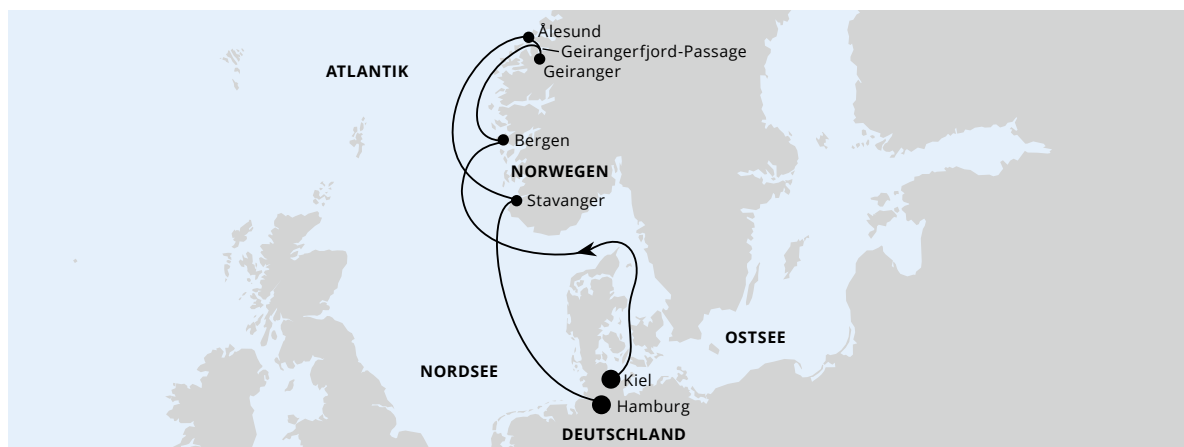 Ålesund
Geirangerfjord-Passage
Geiranger
ATLANTIK
Bergen
NORWEGEN
Stavanger
OSTSEE
NORDSEE
Kiel
Hamburg
DEUTSCHLAND